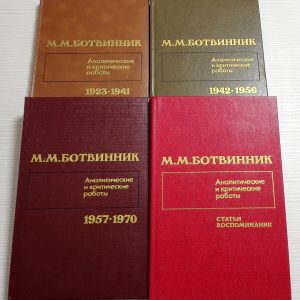 М.М.БОТВИННИК
Аналитические
и критические
работы
1923-1941
М.М.БОТВИННИК
Аналитические
и критические
работы
1942-1956
М.М.БОТВИННИК
Аналитические
и критические
работы
1957-1970
М.М.БОТВИННИК
Аналитические
и критические
работы
СТАТЬИ
ВОСПОМИНАНИЯ